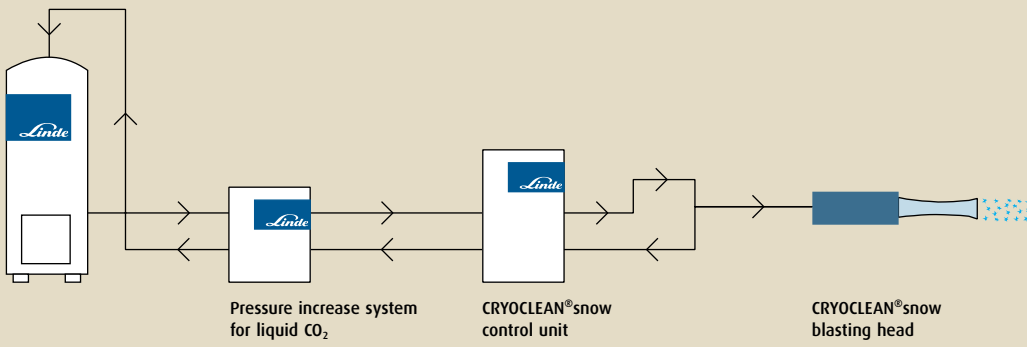 Linde
Linde
Linde
Pressure increase system
for liquid CO₂
CRYOCLEAN®snow
control unit
CRYOCLEAN®snow
blasting head